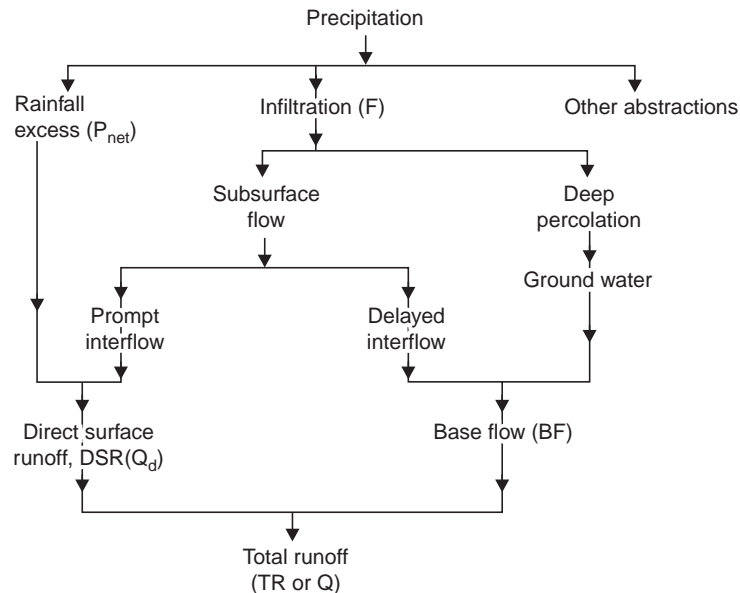 Precipitation
Rainfall
excess (P_net)
Infiltration (F)
Other abstractions
Subsurface
flow
Deep
percolation
Ground water
Prompt
interflow
Delayed
interflow
Direct surface
runoff, DSR(Q_d)
Base flow (BF)
Total runoff
(TR or Q)